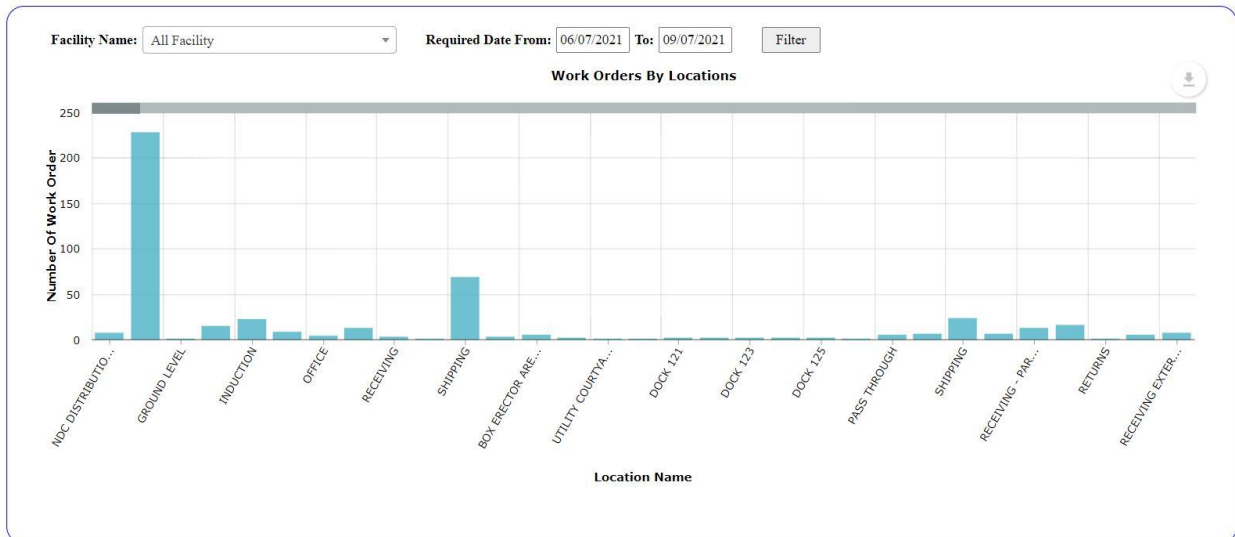 Facility Name: All Facility Required Date From: 06/07/2021 To: 09/07/2021 Filter
Work Orders By Locations
Number Of Work Order
250
200
150
100
50
0
NDC DISTRIBUTIO...
GROUND LEVEL
INDUCTION
OFFICE
RECEIVING
SHIPPING
BOX ERECTOR ARE...
UTILITY COURTYA...
DOCK 121
DOCK 123
DOCK 125
PASS THROUGH
SHIPPING
RECEIVING - PAR...
RETURNS
RECEIVING EXTER...
Location Name